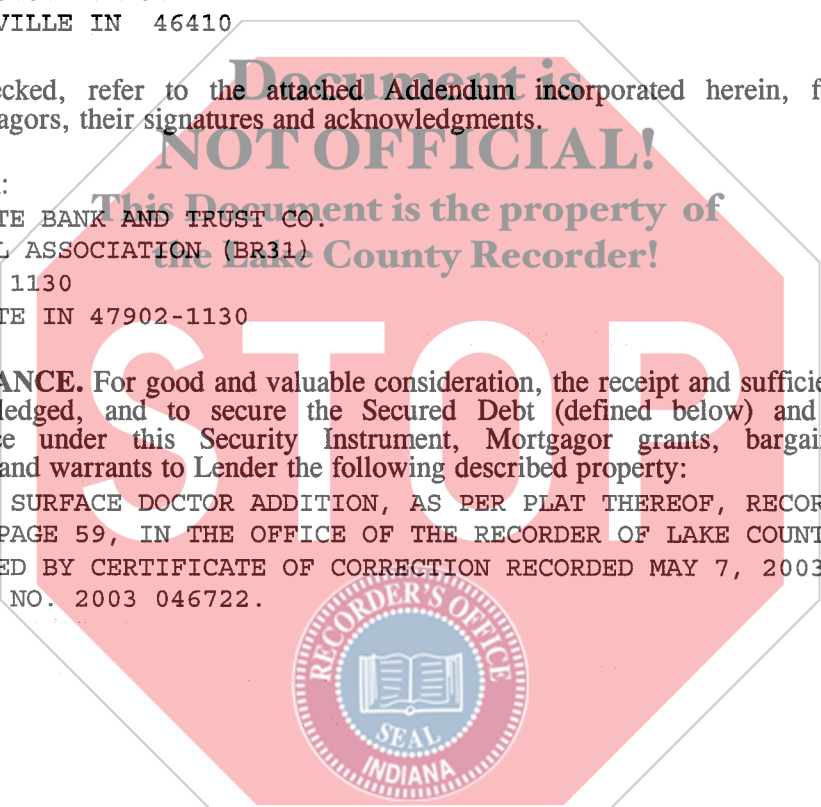 VILLE IN 46410
Document is
ecked, refer to the attached Addendum incorporated herein, f
agors, their signatures and acknowledgments.
NOT OFFICIAL!
This Document is the property of
TE BANK AND TRUST CO.
L ASSOCIATION (BR31)
the Lake County Recorder!
1130
TE IN 47902-1130
STOP
ANCE. For good and valuable consideration, the receipt and sufficie
ledged, and to secure the Secured Debt (defined below) and
ce under this Security Instrument, Mortgagor grants, bargai
and warrants to Lender the following described property:
SURFACE DOCTOR ADDITION, AS PER PLAT THEREOF, RECOR
PAGE 59, IN THE OFFICE OF THE RECORDER OF LAKE COUNT
ED BY CERTIFICATE OF CORRECTION RECORDED MAY 7, 2003
NO. 2003 046722.
RECORDER'S OFFICE
SEAL
INDIANA